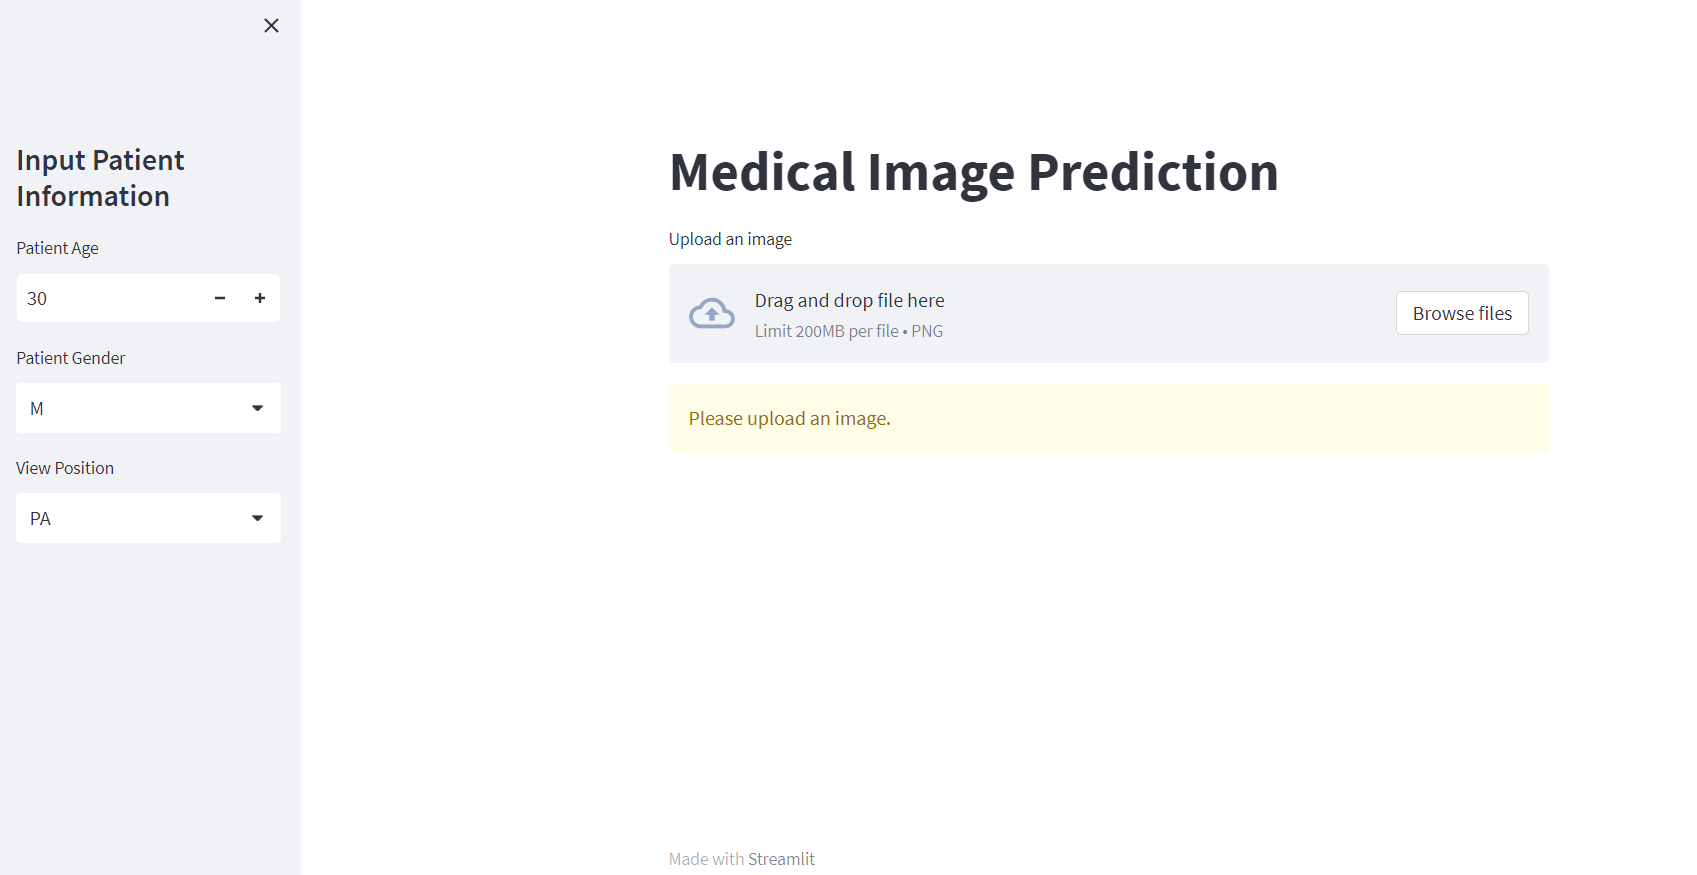 Input Patient
Information
Patient Age
30
Patient Gender
M
View Position
PA
Medical Image Prediction
Upload an image
Drag and drop file here
Limit 200MB per file • PNG
Browse files
Please upload an image.
Made with Streamlit